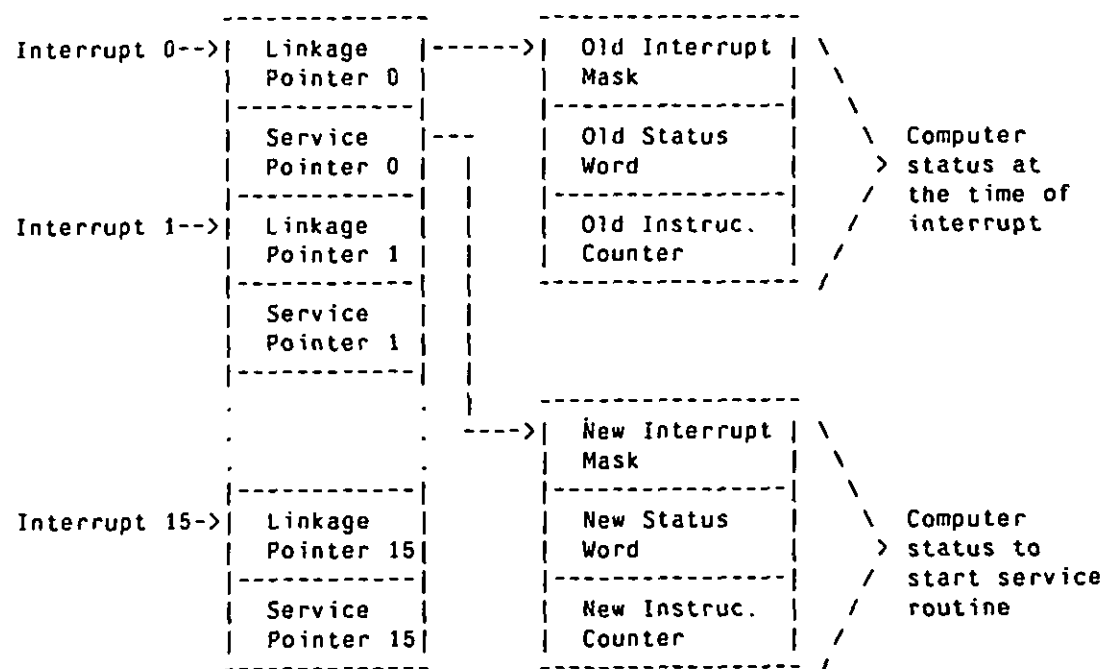 Interrupt 0-->| Linkage |------>| Old Interrupt | \
Pointer 0 Mask
Service Old Status Computer
Pointer 0 Word > status at
the time of
Interrupt 1-->| Linkage Old Instruc. interrupt
Pointer 1 Counter
Service
Pointer 1
---->| New Interrupt | \
Mask
Interrupt 15->| Linkage New Status Computer
Pointer 15 Word > status to
start service
Service New Instruc. routine
Pointer 15 Counter